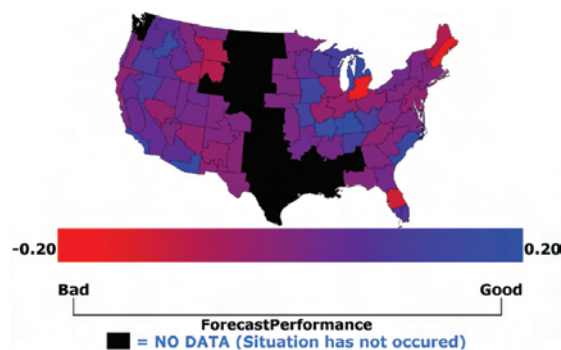 -0.20 0.20
Bad Good
ForecastPerformance
= NO DATA (Situation has not occured)